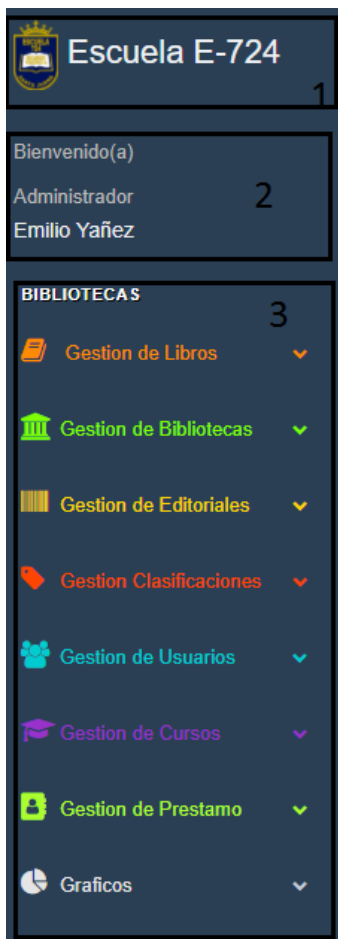 Escuela E-724
1
Bienvenido(a)
Administrador
2
Emilio Yañez
BIBLIOTECAS
3
Gestion de Libros
Gestion de Bibliotecas
Gestion de Editoriales
Gestion Clasificaciones
Gestion de Usuarios
Gestion de Cursos
Gestion de Prestamo
Graficos